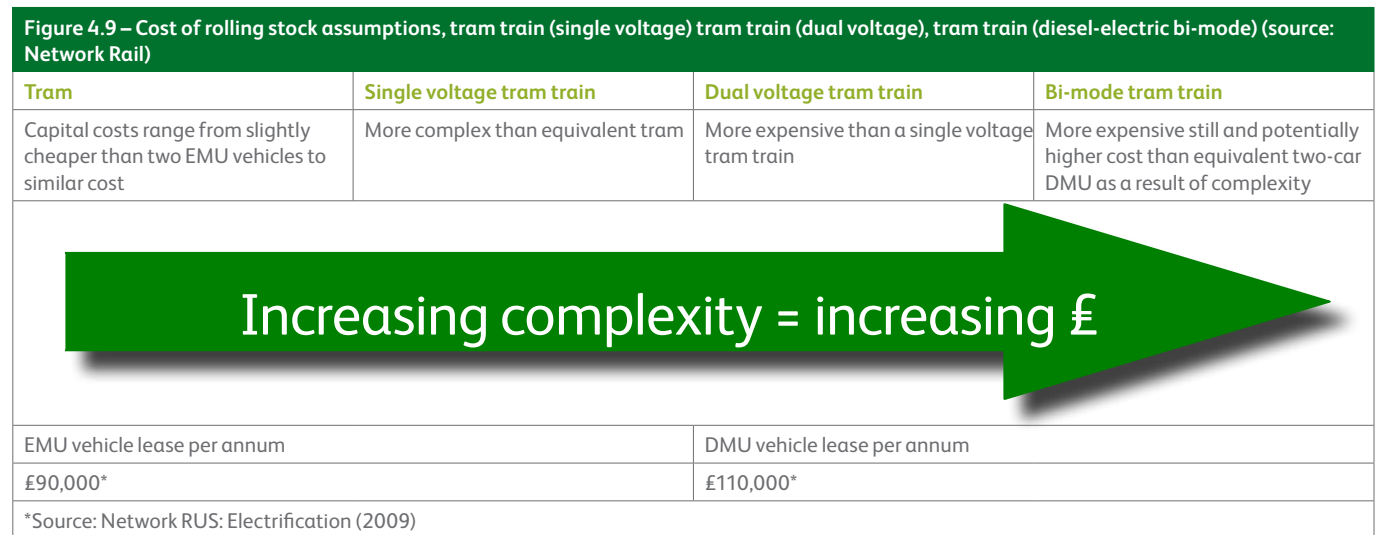 Figure 4.9 – Cost of rolling stock assumptions, tram train (single voltage) tram train (dual voltage), tram train (diesel-electric bi-mode) (source:
Network Rail)
Tram
Single voltage tram train
Dual voltage tram train
Bi-mode tram train
Capital costs range from slightly
cheaper than two EMU vehicles to
similar cost
More complex than equivalent tram
More expensive than a single voltage
tram train
More expensive still and potentially
higher cost than equivalent two-car
DMU as a result of complexity
Increasing complexity = increasing £
EMU vehicle lease per annum
DMU vehicle lease per annum
£90,000*
£110,000*
*Source: Network RUS: Electrification (2009)